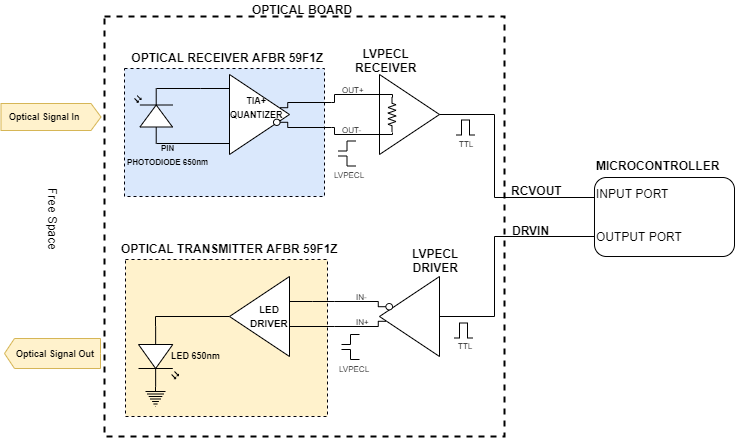 OPTICAL BOARD
OPTICAL RECEIVER AFBR 59F1Z
LVPECL
RECEIVER
OUT+
TIA+
QUANTIZER
OUT-
PIN
PHOTODIODE 650nm
LVPECL
TTL
Optical Signal In
Free Space
MICROCONTROLLER
RCVOUT
INPUT PORT
DRVIN
OUTPUT PORT
OPTICAL TRANSMITTER AFBR 59F1Z
LVPECL
DRIVER
IN-
LED
DRIVER
IN+
TTL
LED 650nm
LVPECL
Optical Signal Out